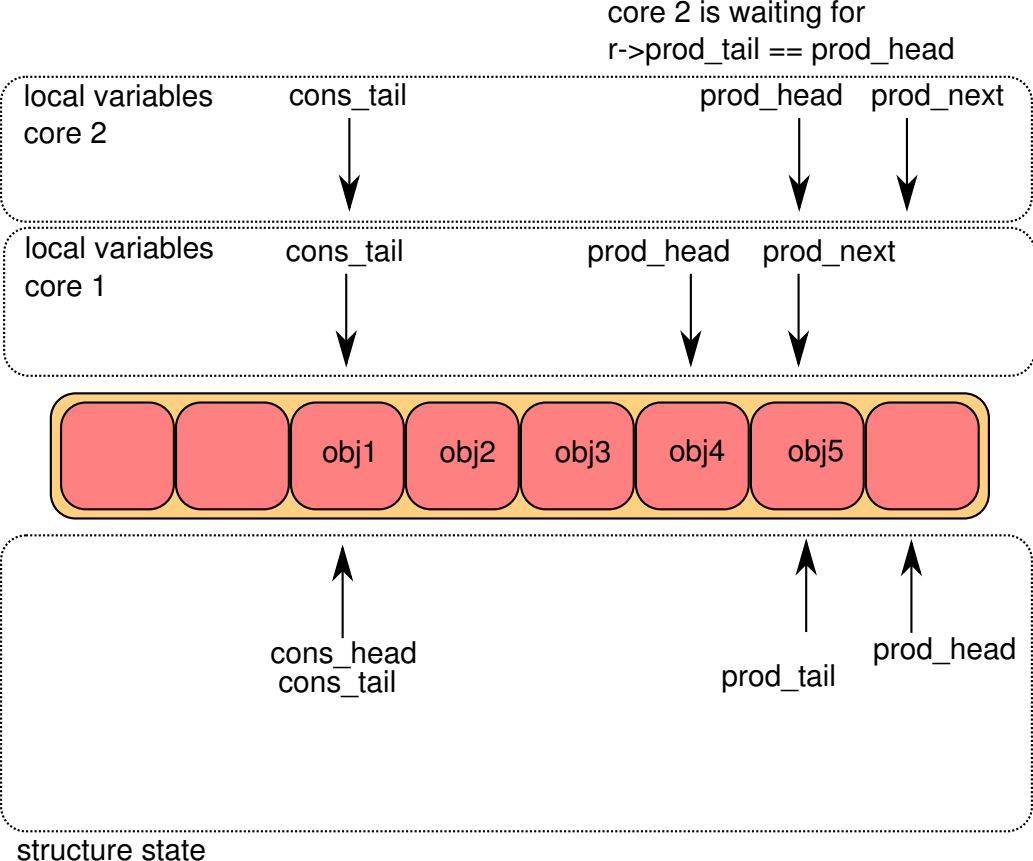 core 2 is waiting for
r->prod_tail == prod_head
local variables
core 2
cons_tail
prod_head
prod_next
local variables
core 1
cons_tail
prod_head
prod_next
obj1
obj2
obj3
obj4
obj5
cons_head
cons_tail
prod_tail
prod_head
structure state